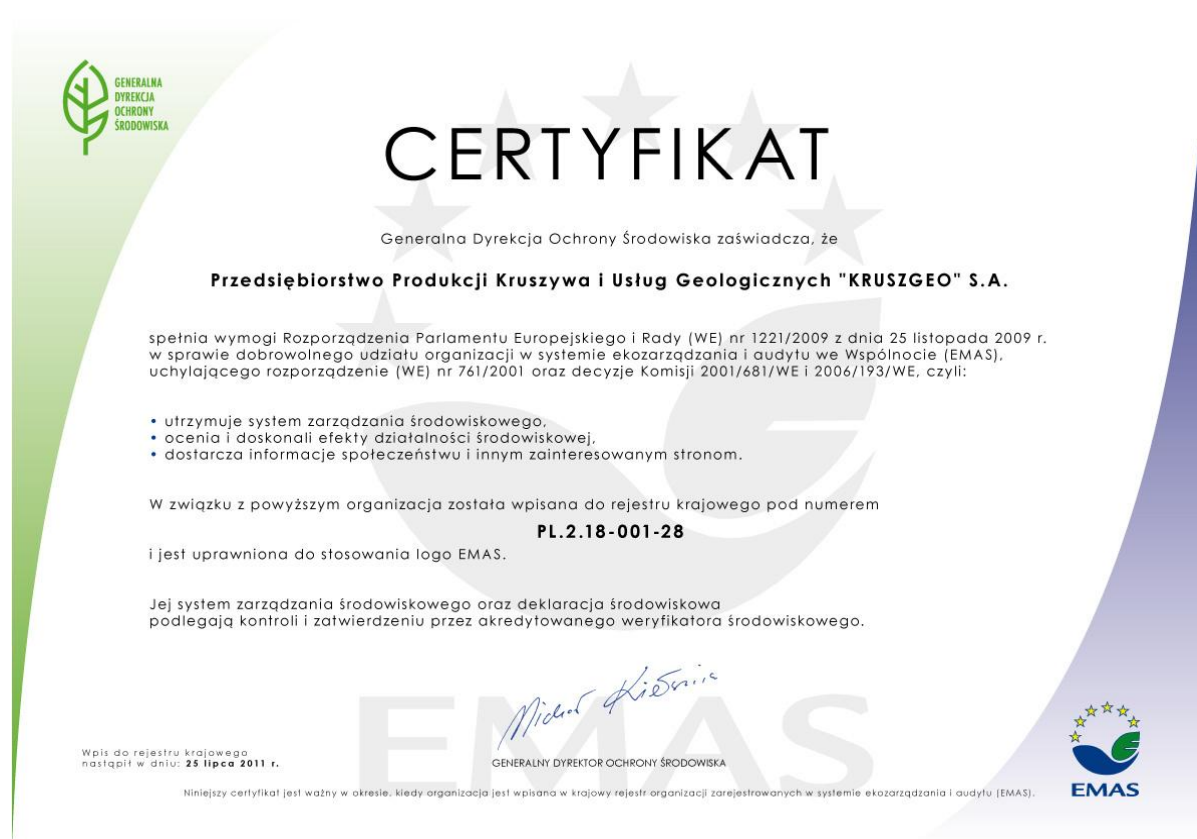 GENERALNA
DYREKCJA
OCHRONY
ŚRODOWISKA
CERTYFIKAT
Generalna Dyrekcja Ochrony Środowiska zaświadcza, że
Przedsiębiorstwo Produkcji Kruszywa i Usług Geologicznych "KRUSZGEO" S.A.
spełnia wymogi Rozporządzenia Parlamentu Europejskiego i Rady (WE) nr 1221/2009 z dnia 25 listopada 2009 r.
w sprawie dobrowolnego udziału organizacji w systemie ekozarządzania i audytu we Wspólnocie (EMAS),
uchylającego rozporządzenie (WE) nr 761/2001 oraz decyzje Komisji 2001/681/WE i 2006/193/WE, czyli:
• utrzymuje system zarządzania środowiskowego,
• ocenia i doskonali efekty działalności środowiskowej,
• dostarcza informacje społeczeństwu i innym zainteresowanym stronom.
W związku z powyższym organizacja została wpisana do rejestru krajowego pod numerem
PL.2.18-001-28
i jest uprawniona do stosowania logo EMAS.
Jej system zarządzania środowiskowego oraz deklaracja środowiskowa
podlegają kontroli i zatwierdzeniu przez akredytowanego weryfikatora środowiskowego.
EMAS
Michał Kiełsznia
Wpis do rejestru krajowego
nastąpił w dniu: 25 lipca 2011 r.
GENERALNY DYREKTOR OCHRONY ŚRODOWISKA
EMAS
Niniejszy certyfikat jest ważny w okresie, kiedy organizacja jest wpisana w krajowy rejestr organizacji zarejestrowanych w systemie ekozarządzania i audytu (EMAS).